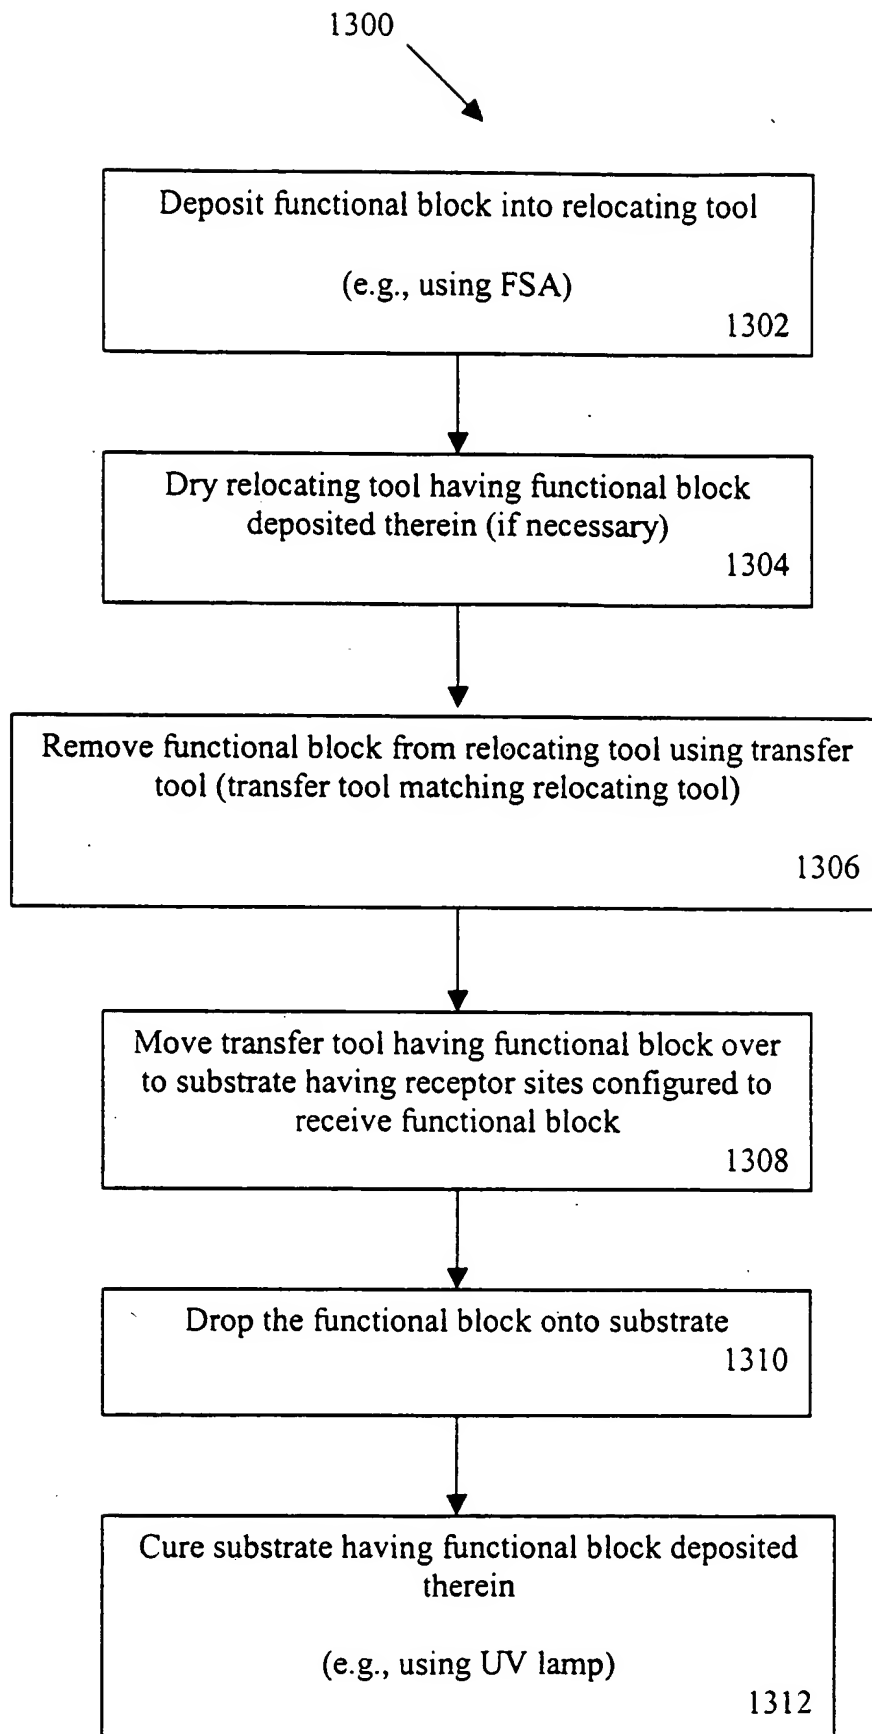 1300
Deposit functional block into relocating tool
(e.g., using FSA)
1302
Dry relocating tool having functional block
deposited therein (if necessary)
1304
Remove functional block from relocating tool using transfer
tool (transfer tool matching relocating tool)
1306
Move transfer tool having functional block over
to substrate having receptor sites configured to
receive functional block
1308
Drop the functional block onto substrate
1310
Cure substrate having functional block deposited
therein
(e.g., using UV lamp)
1312